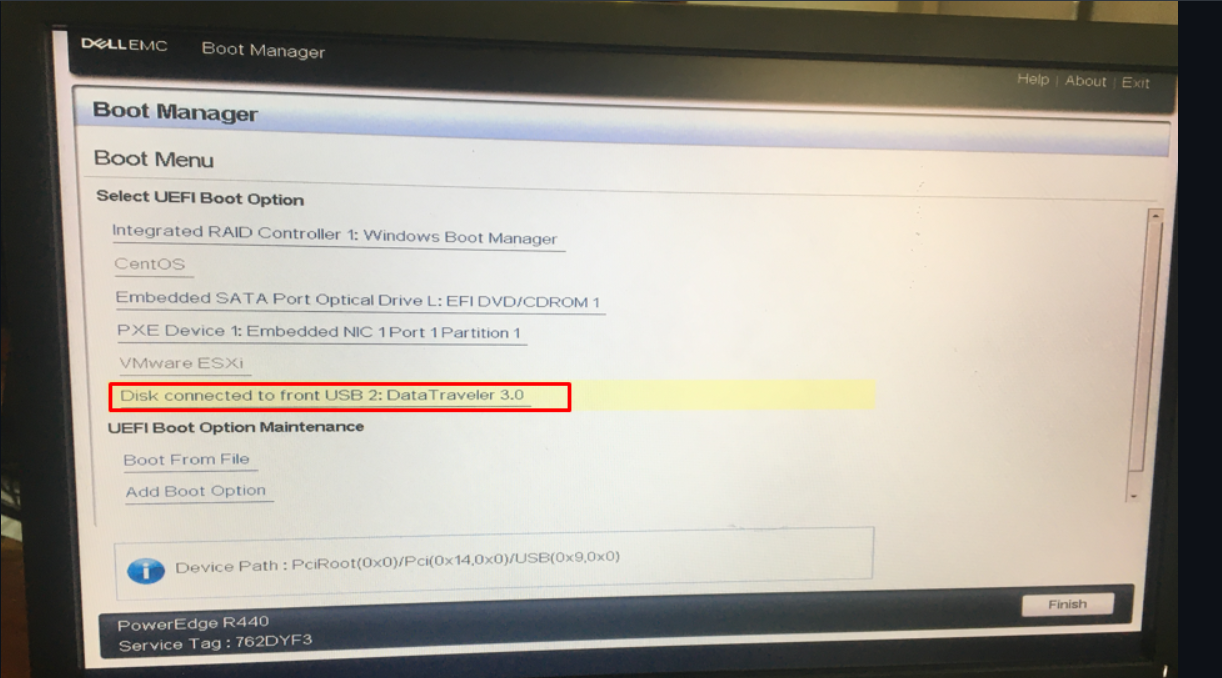 DELLEMC Boot Manager
Help | About | Exit
Boot Manager
Boot Menu
Select UEFI Boot Option
Integrated RAID Controller 1: Windows Boot Manager
CentOS
Embedded SATA Port Optical Drive L: EFI DVD/CDROM 1
PXE Device 1: Embedded NIC 1 Port 1 Partition 1
VMware ESXi
Disk connected to front USB 2: DataTraveler 3.0
UEFI Boot Option Maintenance
Boot From File
Add Boot Option
Device Path : PciRoot(0x0)/Pci(0x14,0x0)/USB(0x9,0x0)
PowerEdge R440
Service Tag : 762DYF3
Finish